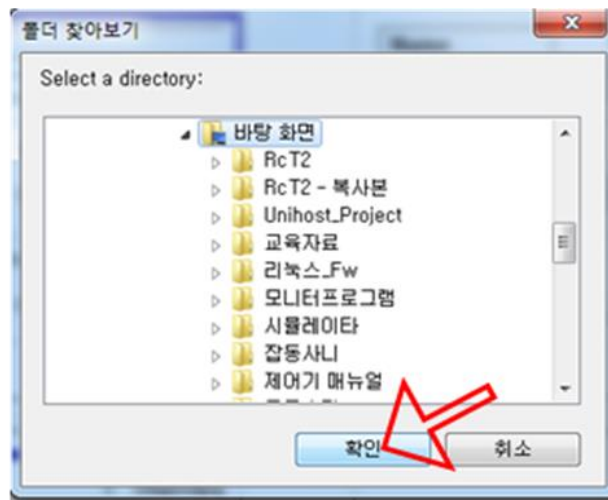 폴더 찾아보기
Select a directory:
바탕 화면
RcT2
RcT2 - 복사본
Unihost_Project
교육자료
리눅스_Fw
모니터프로그램
시뮬레이타
잡동사니
제어기 매뉴얼
확인
취소